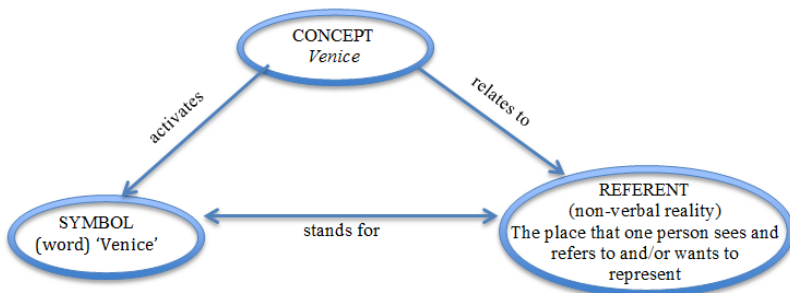 CONCEPT
Venice
activates
relates to
SYMBOL
(word) ‘Venice’
stands for
REFERENT
(non-verbal reality)
The place that one person sees and
refers to and/or wants to
represent